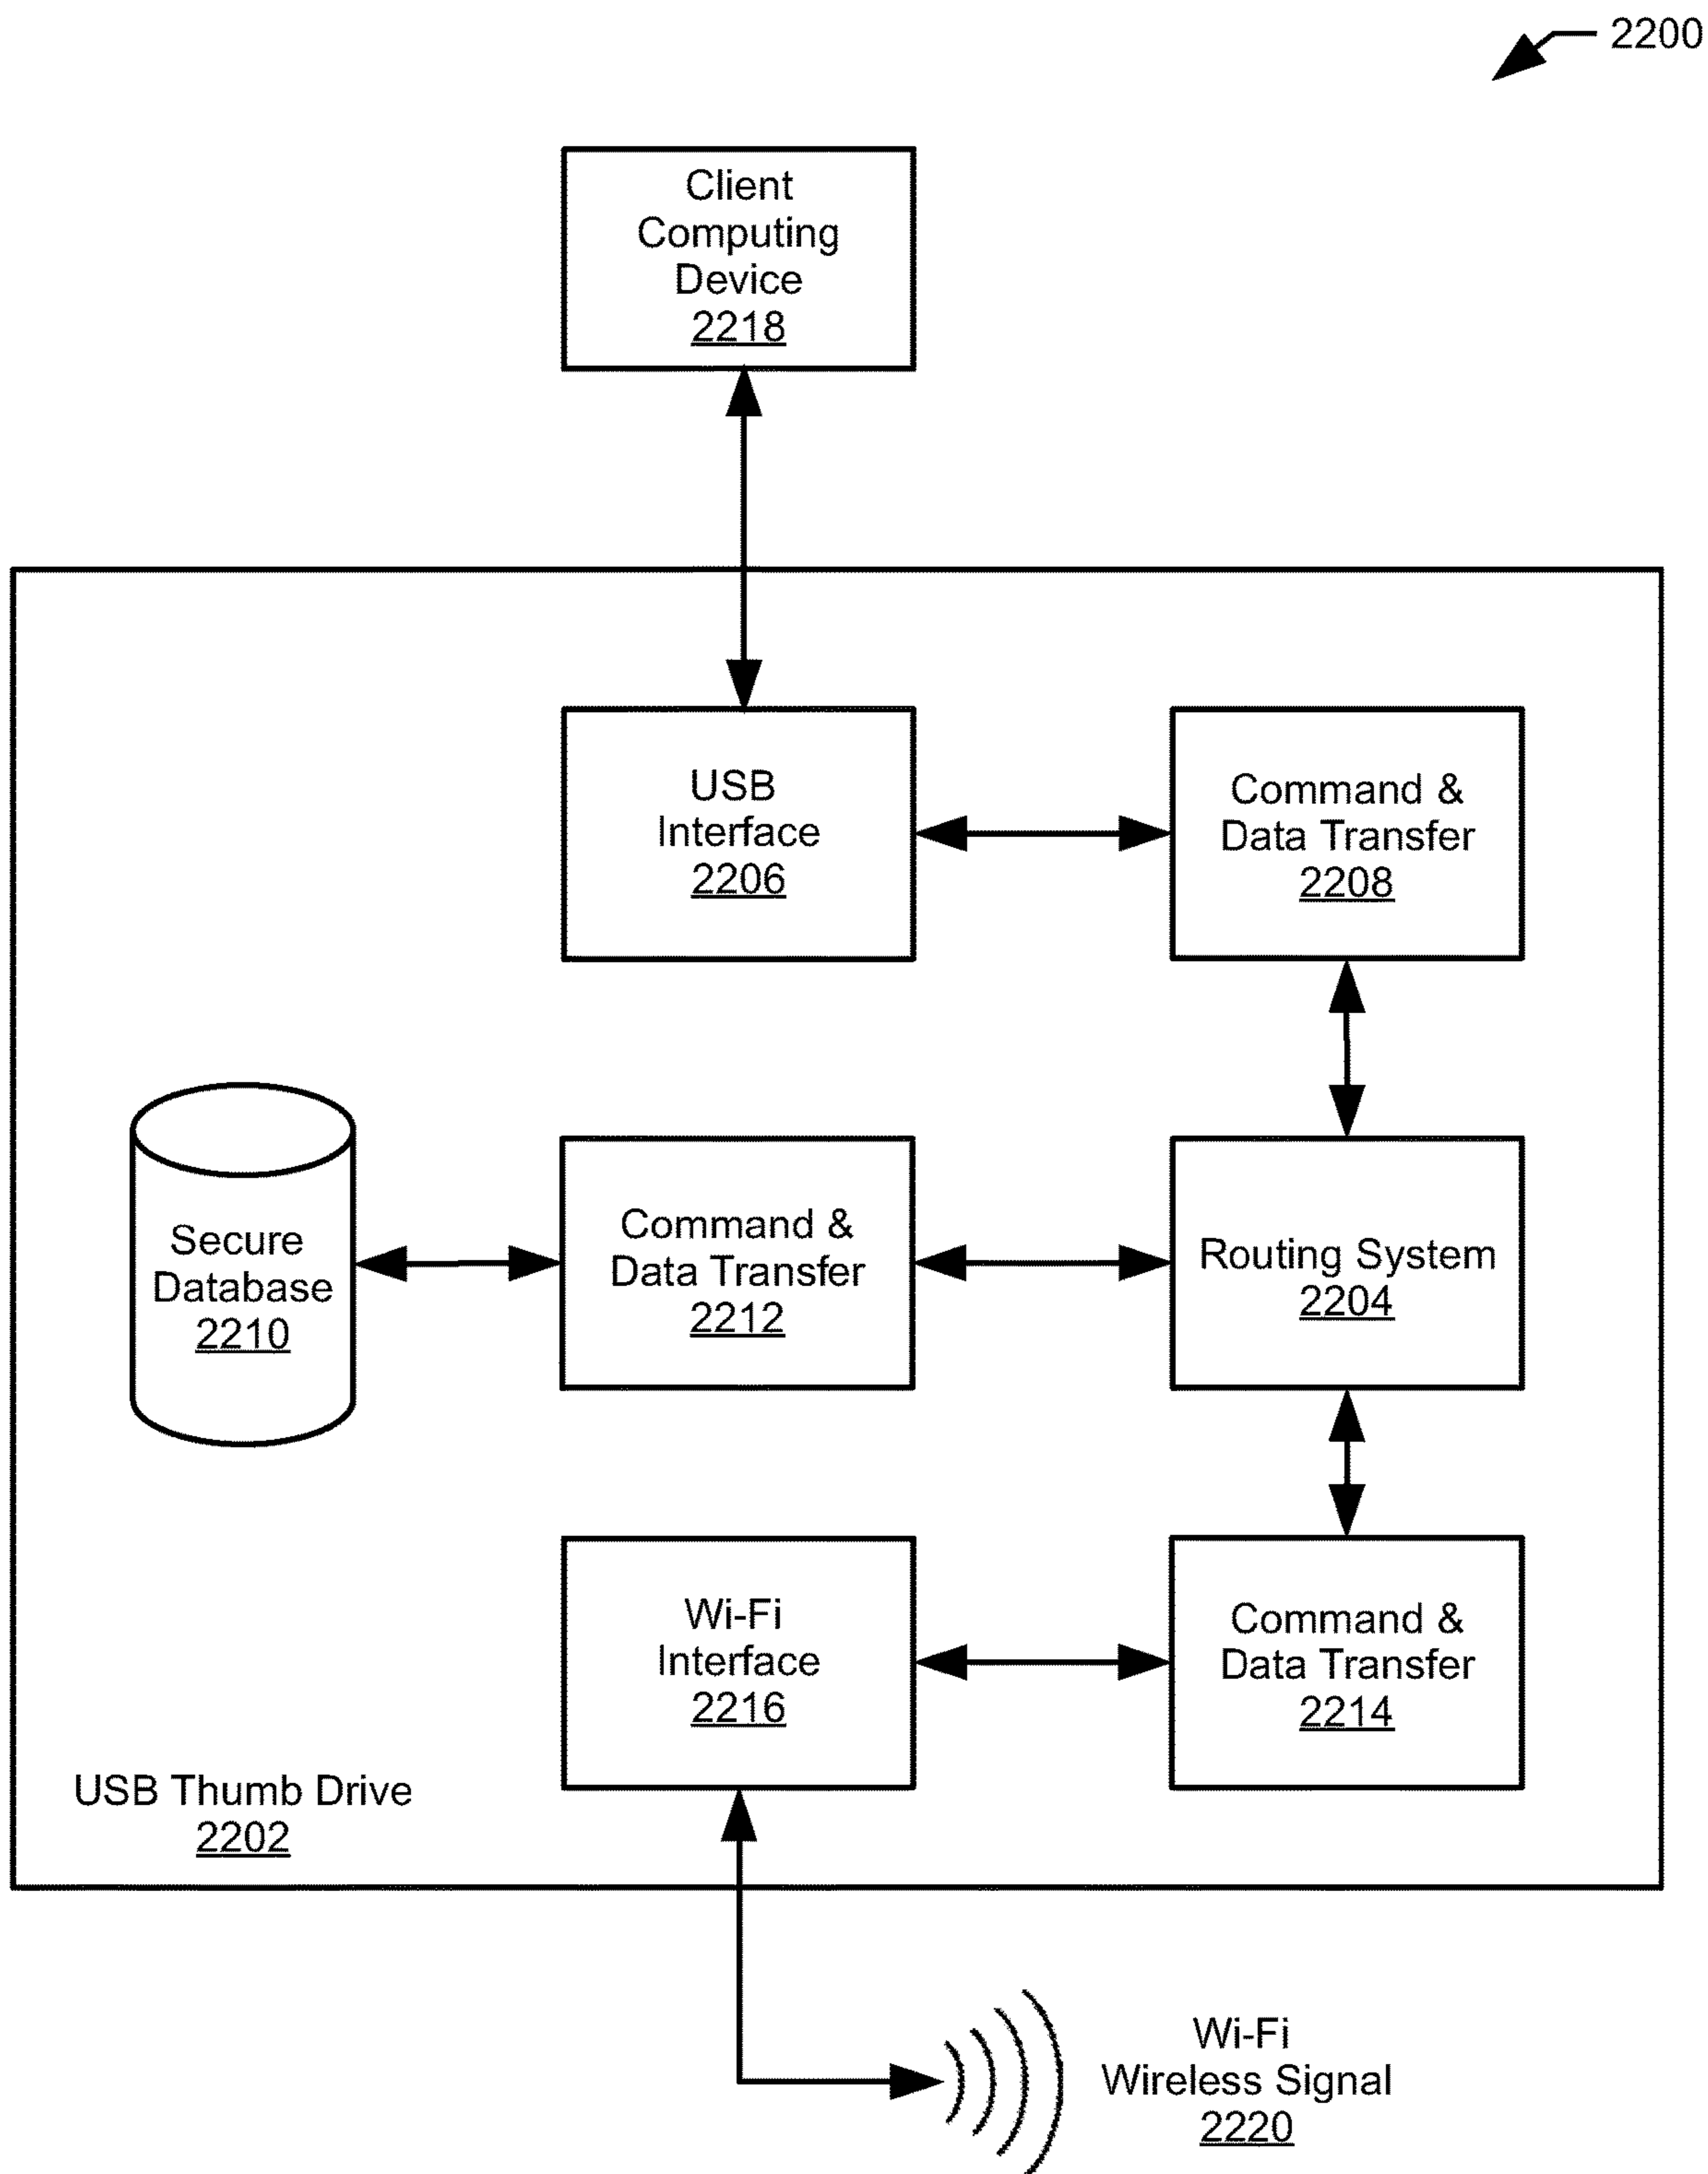 2200
Client
Computing
Device
2218
USB
Interface
2206
Command &
Data Transfer
2208
Secure
Database
2210
Command &
Data Transfer
2212
Routing System
2204
Wi-Fi
Interface
2216
Command &
Data Transfer
2214
USB Thumb Drive
2202
Wi-Fi
Wireless Signal
2220